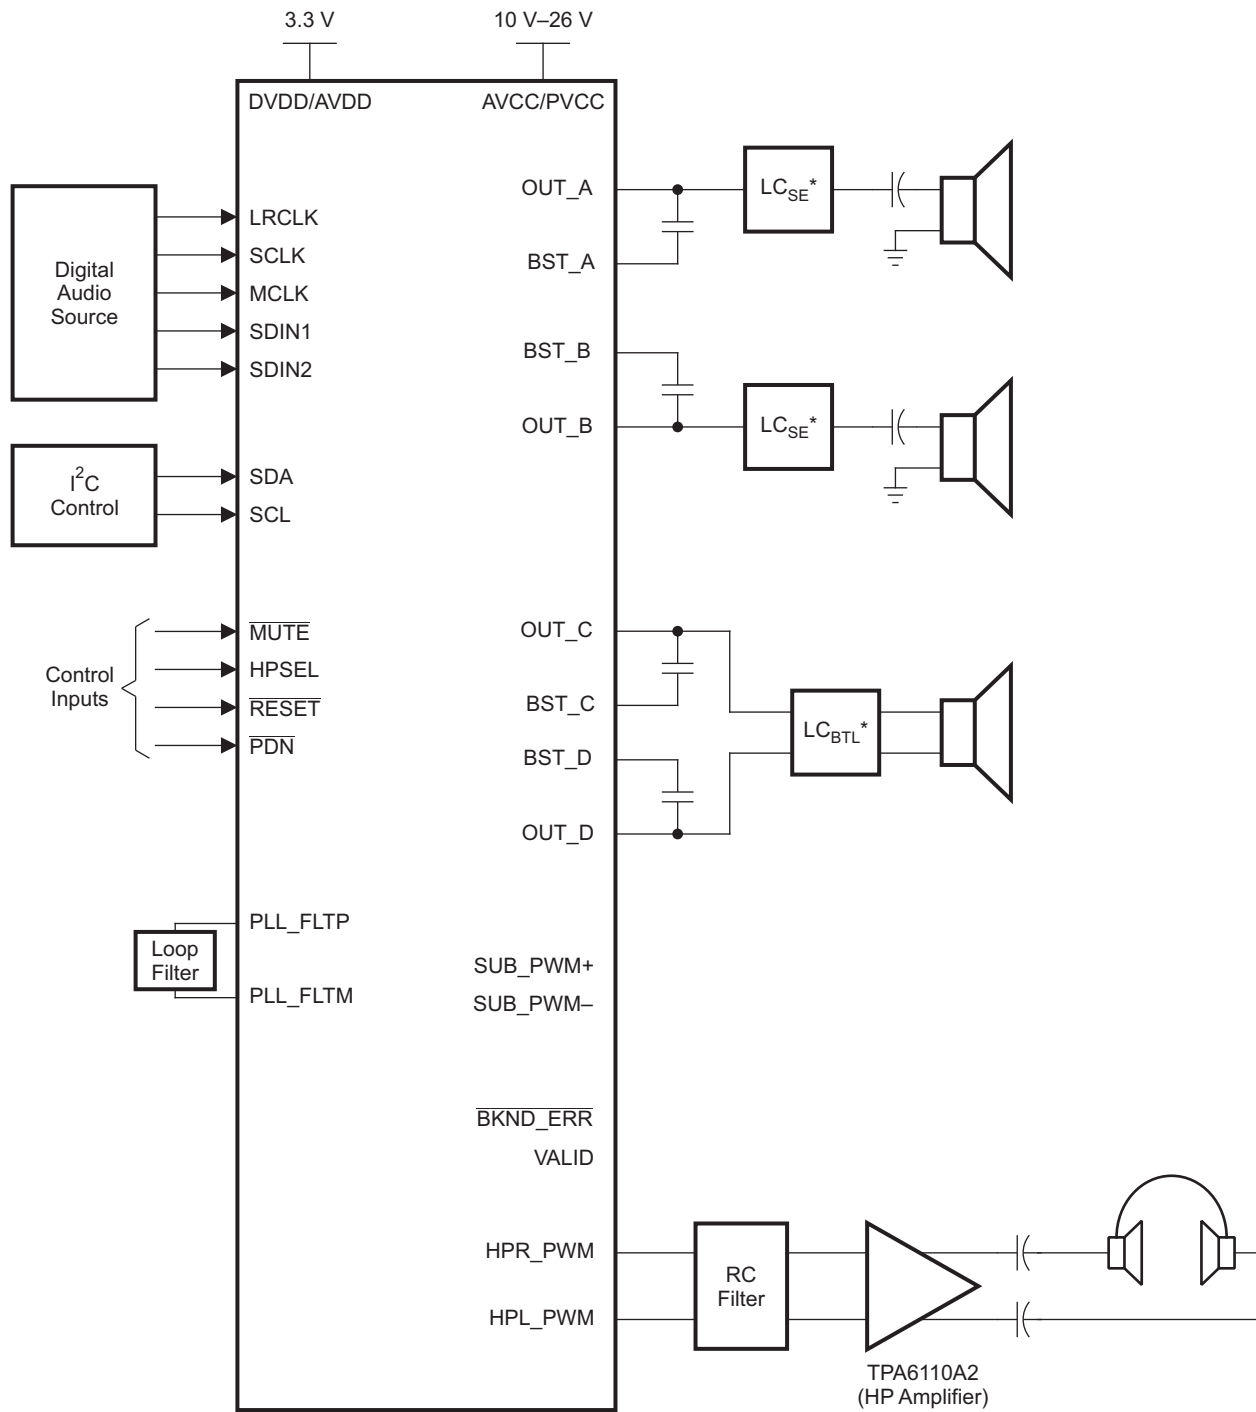 3.3 V
10 V–26 V
DVDD/AVDD
AVCC/PVCC
Digital
Audio
Source
LRCLK
SCLK
MCLK
SDIN1
SDIN2
I²C
Control
SDA
SCL
Control
Inputs
MUTE
HPSEL
RESET
PDN
Loop
Filter
PLL_FLTP
PLL_FLTM
OUT_A
BST_A
LCSE*
BST_B
OUT_B
LCSE*
OUT_C
BST_C
BST_D
OUT_D
LCBTL*
SUB_PWM+
SUB_PWM–
BKND_ERR
VALID
HPR_PWM
HPL_PWM
RC
Filter
TPA6110A2
(HP Amplifier)